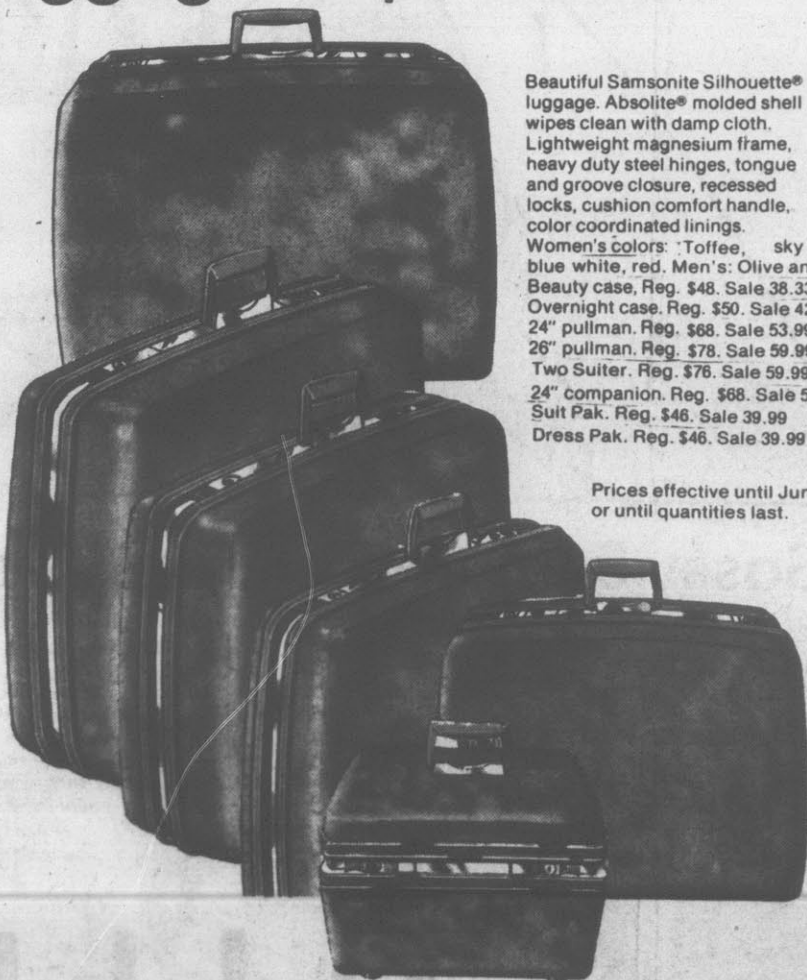 Beautiful Samsonite Silhouette®
luggage. Absolite® molded shell
wipes clean with damp cloth.
Lightweight magnesium frame,
heavy duty steel hinges, tongue
and groove closure, recessed
locks, cushion comfort handle,
color coordinated linings.
Women's colors: Toffee, sky
blue white, red. Men's: Olive
Beauty case, Reg. $48. Sale 38.33
Overnight case. Reg. $50. Sale
24" pullman. Reg. $68. Sale 53.99
26" pullman. Reg. $78. Sale 59.99
Two Suiter. Reg. $76. Sale 59.99
24" companion. Reg. $68. Sale
Suit Pak. Reg. $46. Sale 39.99
Dress Pak. Reg. $46. Sale 39.99
Prices effective until
or until quantities last.